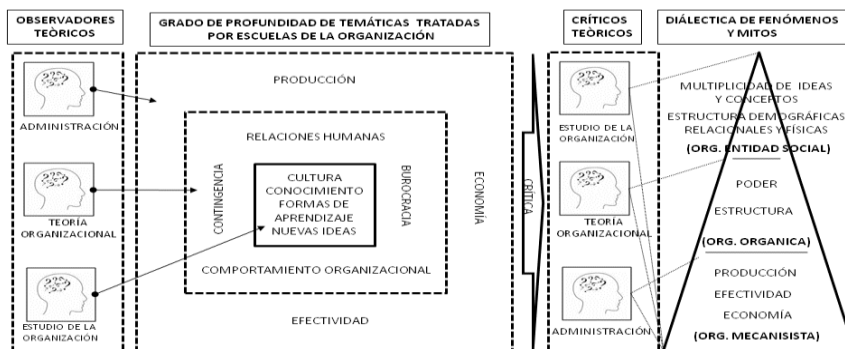 OBSERVADORES
TEÒRICOS
GRADO DE PROFUNDIDAD DE TEMÁTICAS TRATADAS
POR ESCUELAS DE LA ORGANIZACIÓN
CRÍTICOS
TEÒRICOS
DIÁLECTICA DE FENÓMENOS
Y MITOS
ADMINISTRACIÓN
TEORÍA
ORGANIZACIONAL
ESTUDIO DE LA
ORGANIZACIÓN
PRODUCCIÓN
RELACIONES HUMANAS
CONTINGENCIA
CULTURA
CONOCIMIENTO
FORMAS DE
APRENDIZAJE
NUEVAS IDEAS
BUROCRACIA
ECONOMÍA
COMPORTAMIENTO ORGANIZACIONAL
EFECTIVIDAD
CRÍTICA
ESTUDIO DE LA
ORGANIZACIÓN
TEORÍA
ORGANIZACIONAL
ADMINISTRACIÓN
MULTIPLICIDAD DE IDEAS
Y CONCEPTOS
ESTRUCTURA DEMOGRÁFICAS
RELACIONALES Y FÍSICAS
(ORG. ENTIDAD SOCIAL)
PODER
ESTRUCTURA
(ORG. ORGANICA)
PRODUCCIÓN
EFECTIVIDAD
ECONOMÍA
(ORG. MECANISISTA)